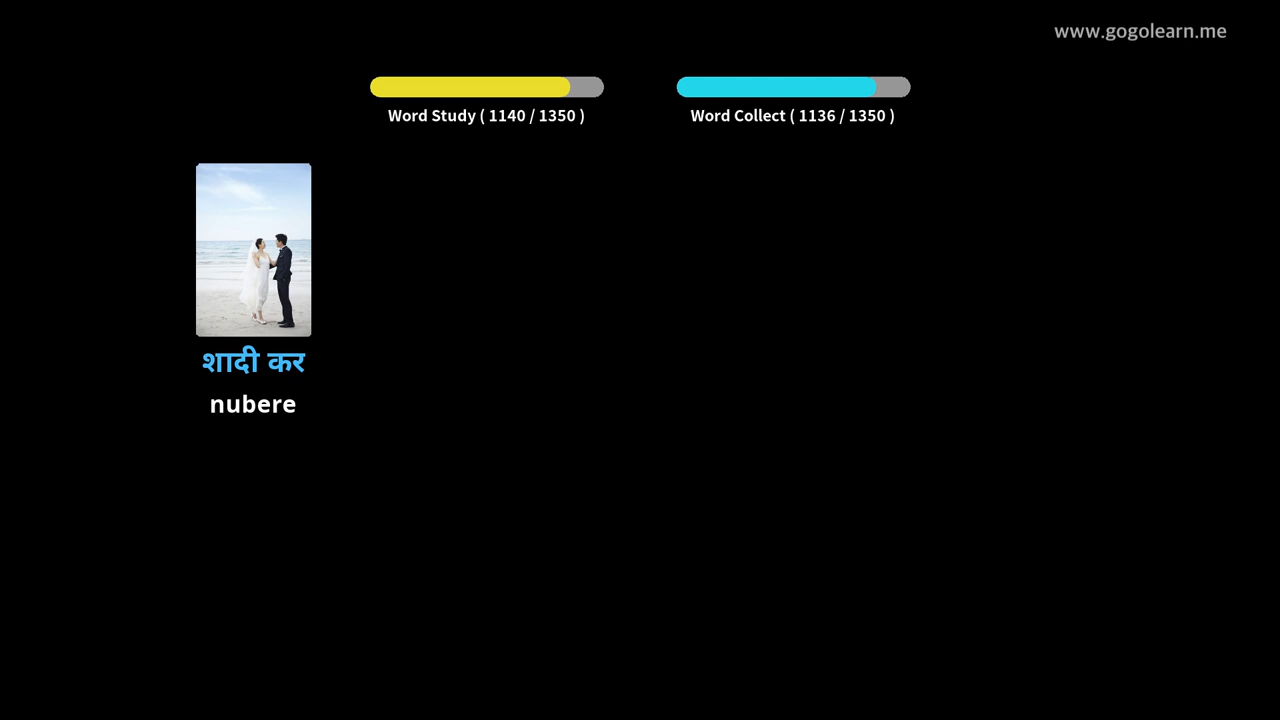 www.gogolearn.me
Word Study ( 1140 / 1350 )
Word Collect ( 1136 / 1350 )
शादी कर
nubere